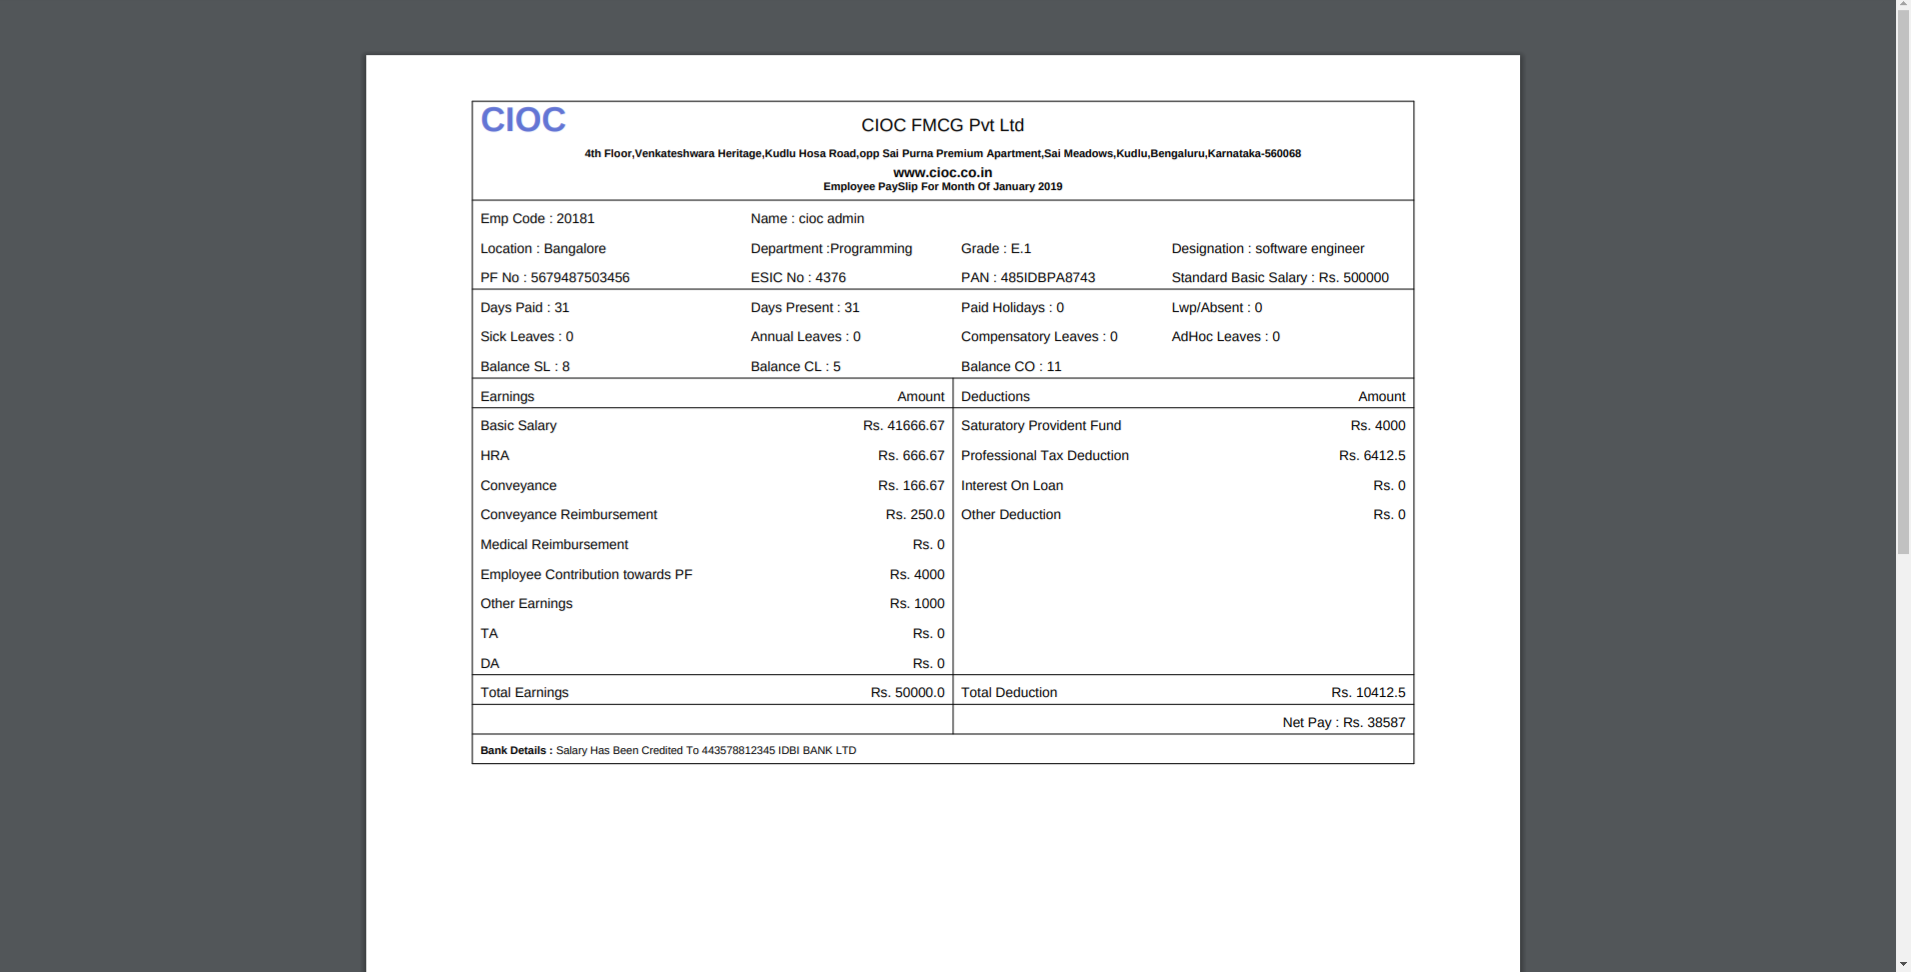 CIOC
CIOC FMCG Pvt Ltd
4th Floor,Venkateshwara Heritage,Kudlu Hosa Road,opp Sai Purna Premium Apartment,Sai Meadows,Kudlu,Bengaluru,Karnataka-560068
www.cioc.co.in
Employee PaySlip For Month Of January 2019
Emp Code : 20181 Name : cioc admin
Location : Bangalore Department :Programming Grade : E.1 Designation : software engineer
PF No : 5679487503456 ESIC No : 4376 PAN : 485IDBPA8743 Standard Basic Salary : Rs. 500000
Days Paid : 31 Days Present : 31 Paid Holidays : 0 Lwp/Absent : 0
Sick Leaves : 0 Annual Leaves : 0 Compensatory Leaves : 0 AdHoc Leaves : 0
Balance SL : 8 Balance CL : 5 Balance CO : 11
Earnings Amount Deductions Amount
Basic Salary Rs. 41666.67 Saturatory Provident Fund Rs. 4000
HRA Rs. 666.67 Professional Tax Deduction Rs. 6412.5
Conveyance Rs. 166.67 Interest On Loan Rs. 0
Conveyance Reimbursement Rs. 250.0 Other Deduction Rs. 0
Medical Reimbursement Rs. 0
Employee Contribution towards PF Rs. 4000
Other Earnings Rs. 1000
TA Rs. 0
DA Rs. 0
Total Earnings Rs. 50000.0 Total Deduction Rs. 10412.5
Net Pay : Rs. 38587
Bank Details : Salary Has Been Credited To 443578812345 IDBI BANK LTD